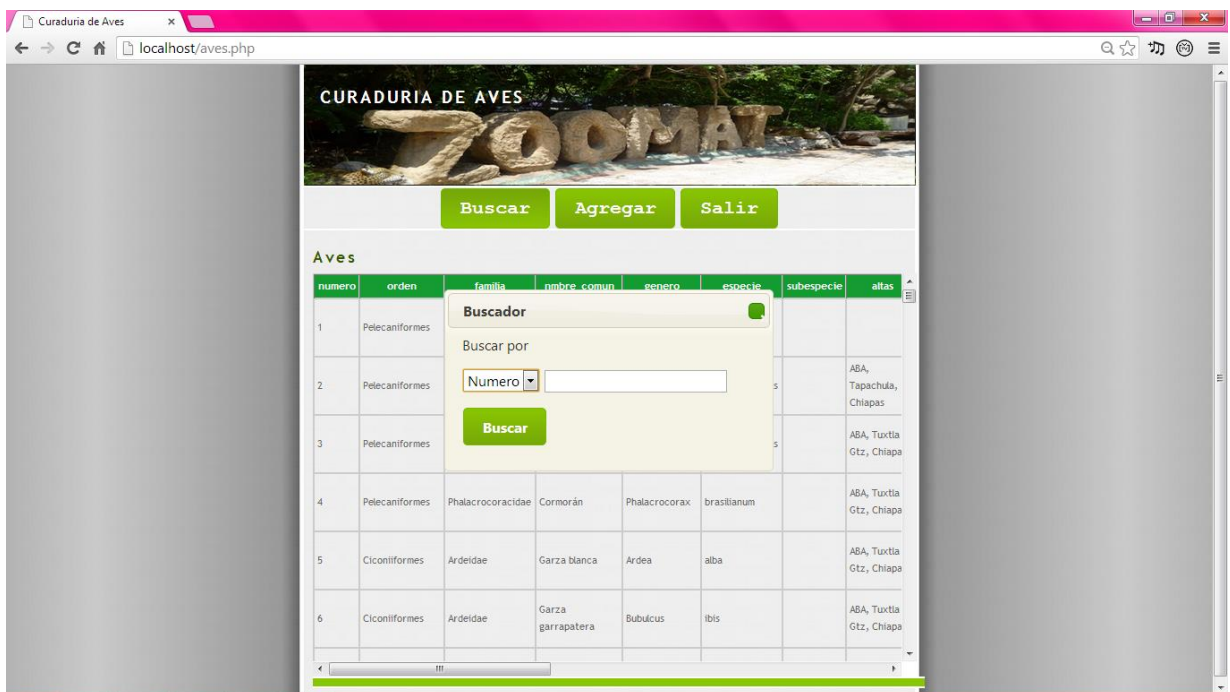 Curaduria de Aves
localhost/aves.php
CURADURIA DE AVES
ZOOMAT
Buscar Agregar Salir
Aves
numero orden familia nmbre_comun genero especie subespecie altas
Buscador
Buscar por
Numero
Buscar
1 Pelecaniformes
2 Pelecaniformes s ABA,
Tapachula,
Chiapas
3 Pelecaniformes s ABA, Tuxtla
Gtz, Chiapa
4 Pelecaniformes Phalacrocoracidae Cormorán Phalacrocorax brasilianum ABA, Tuxtla
Gtz, Chiapa
5 Ciconiiformes Ardeidae Garza blanca Ardea alba ABA, Tuxtla
Gtz, Chiapa
6 Ciconiiformes Ardeidae Garza
garrapatera Bubulcus ibis ABA, Tuxtla
Gtz, Chiapa